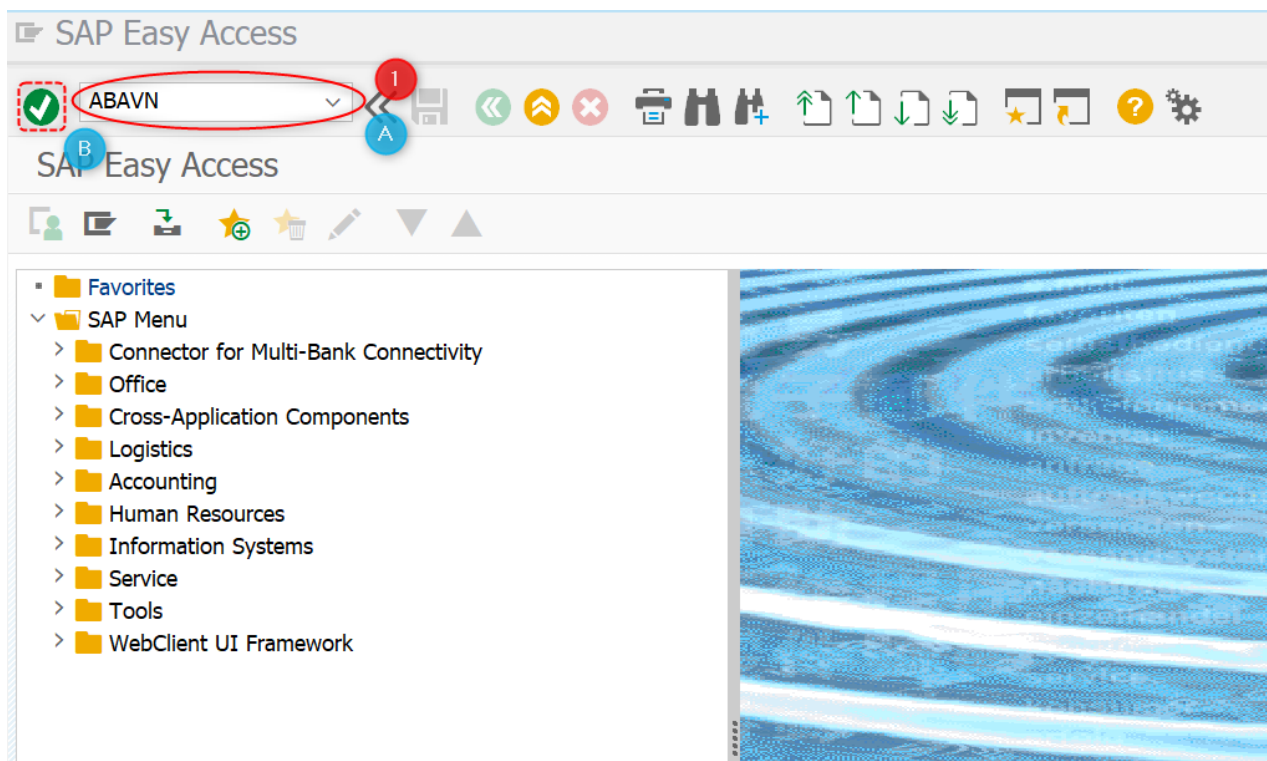 SAP Easy Access
ABAVN
1
A
B
SAP Easy Access
Favorites
SAP Menu
Connector for Multi-Bank Connectivity
Office
Cross-Application Components
Logistics
Accounting
Human Resources
Information Systems
Service
Tools
WebClient UI Framework